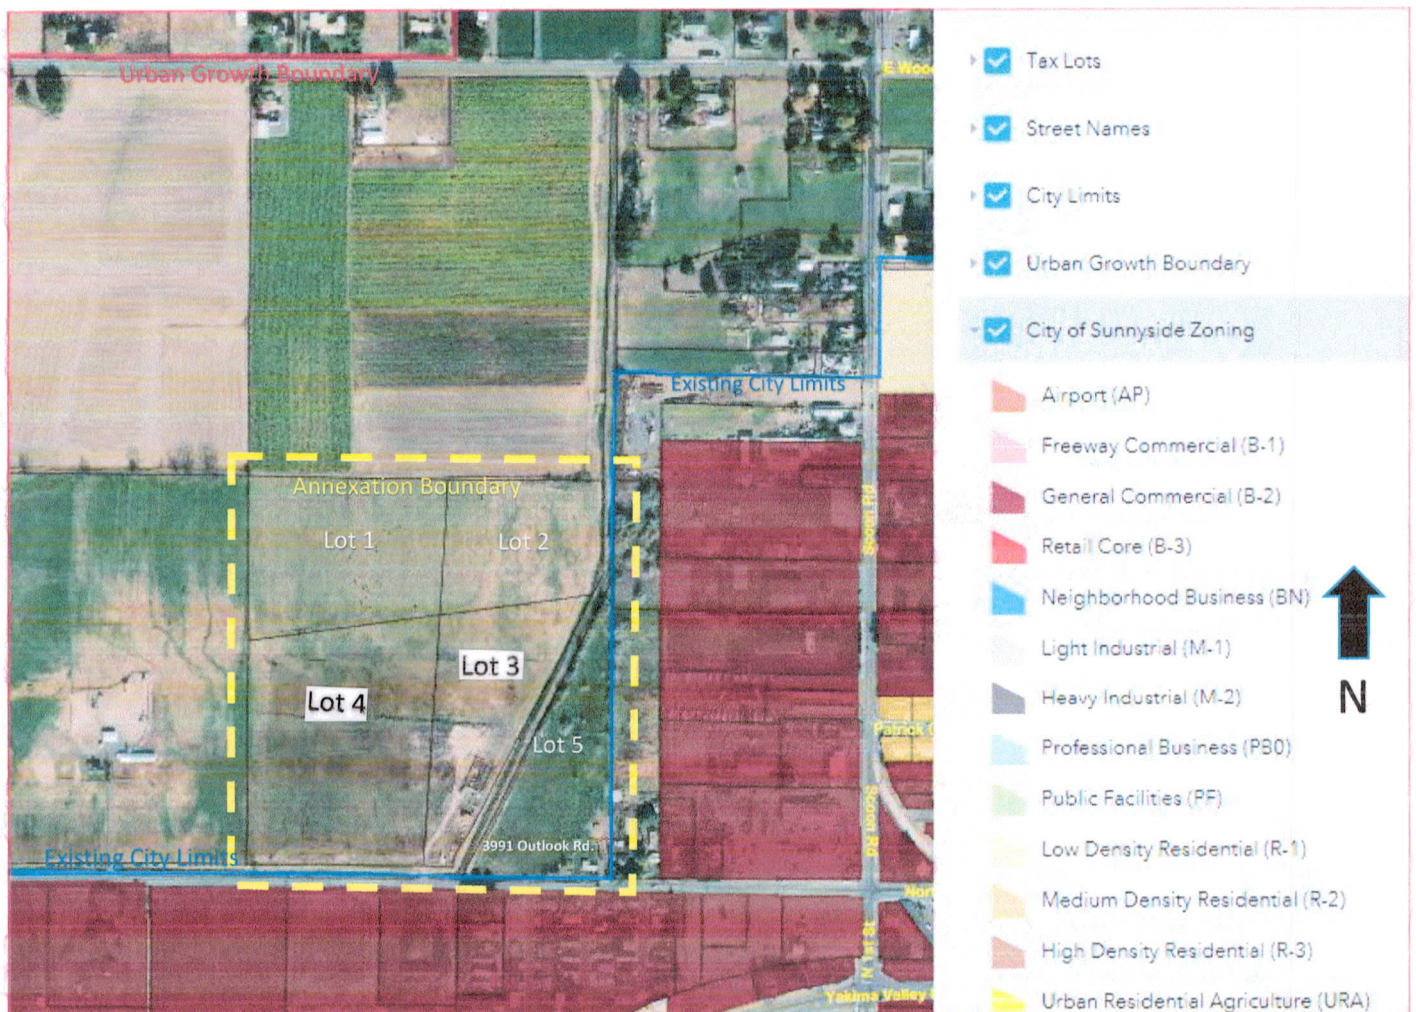 Urban Growth Boundary
E Woo
Existing City Limits
Annexation Boundary
Lot 1
Lot 2
Lot 3
Lot 4
Lot 5
3991 Outlook Rd.
Existing City Limits
Scoon Rd
Scoon Rd
Patrick
Nort
N 1st St
Yakima Valley
Tax Lots
Street Names
City Limits
Urban Growth Boundary
City of Sunnyside Zoning
Airport (AP)
Freeway Commercial (B-1)
General Commercial (B-2)
Retail Core (B-3)
Neighborhood Business (BN)
Light Industrial (M-1)
Heavy Industrial (M-2)
Professional Business (PB0)
Public Facilities (PF)
Low Density Residential (R-1)
Medium Density Residential (R-2)
High Density Residential (R-3)
Urban Residential Agriculture (URA)
N